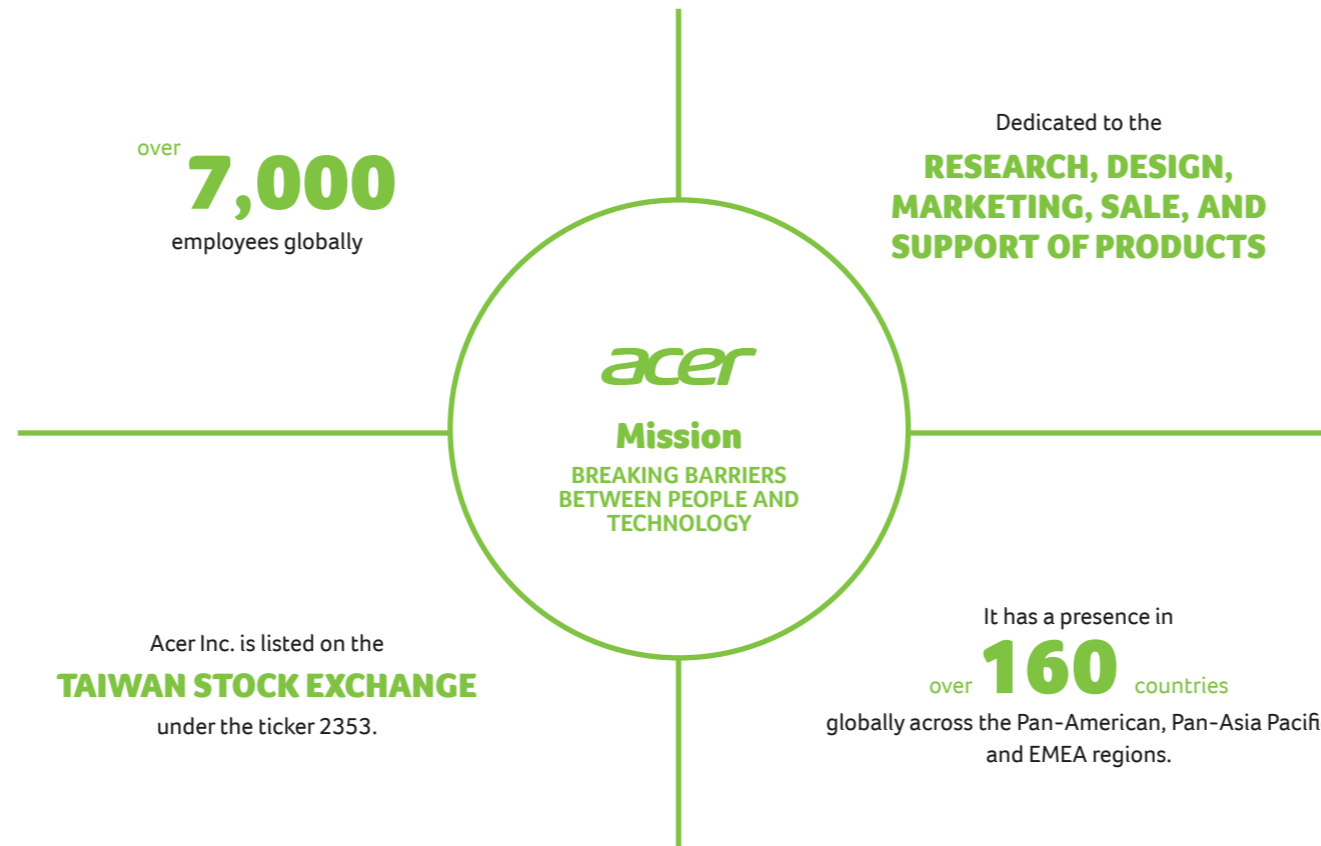 over 7,000
employees globally
Dedicated to the
RESEARCH, DESIGN,
MARKETING, SALE, AND
SUPPORT OF PRODUCTS
acer
Mission
BREAKING BARRIERS
BETWEEN PEOPLE AND
TECHNOLOGY
Acer Inc. is listed on the
TAIWAN STOCK EXCHANGE
under the ticker 2353.
It has a presence in
over 160 countries
globally across the Pan-American, Pan-Asia Pacifi
and EMEA regions.